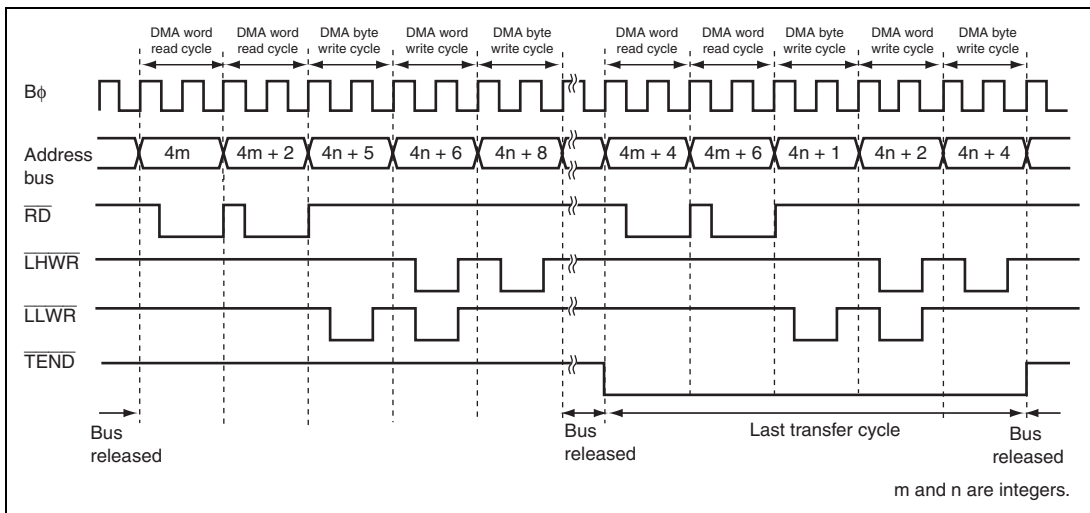 DMA word read cycle
DMA word read cycle
DMA byte write cycle
DMA word write cycle
DMA byte write cycle
DMA word read cycle
DMA word read cycle
DMA byte write cycle
DMA word write cycle
DMA byte write cycle
Bϕ
Address bus
4m
4m + 2
4n + 5
4n + 6
4n + 8
4m + 4
4m + 6
4n + 1
4n + 2
4n + 4
RD
LHWR
LLWR
TEND
Bus released
Bus released
Last transfer cycle
Bus released
m and n are integers.